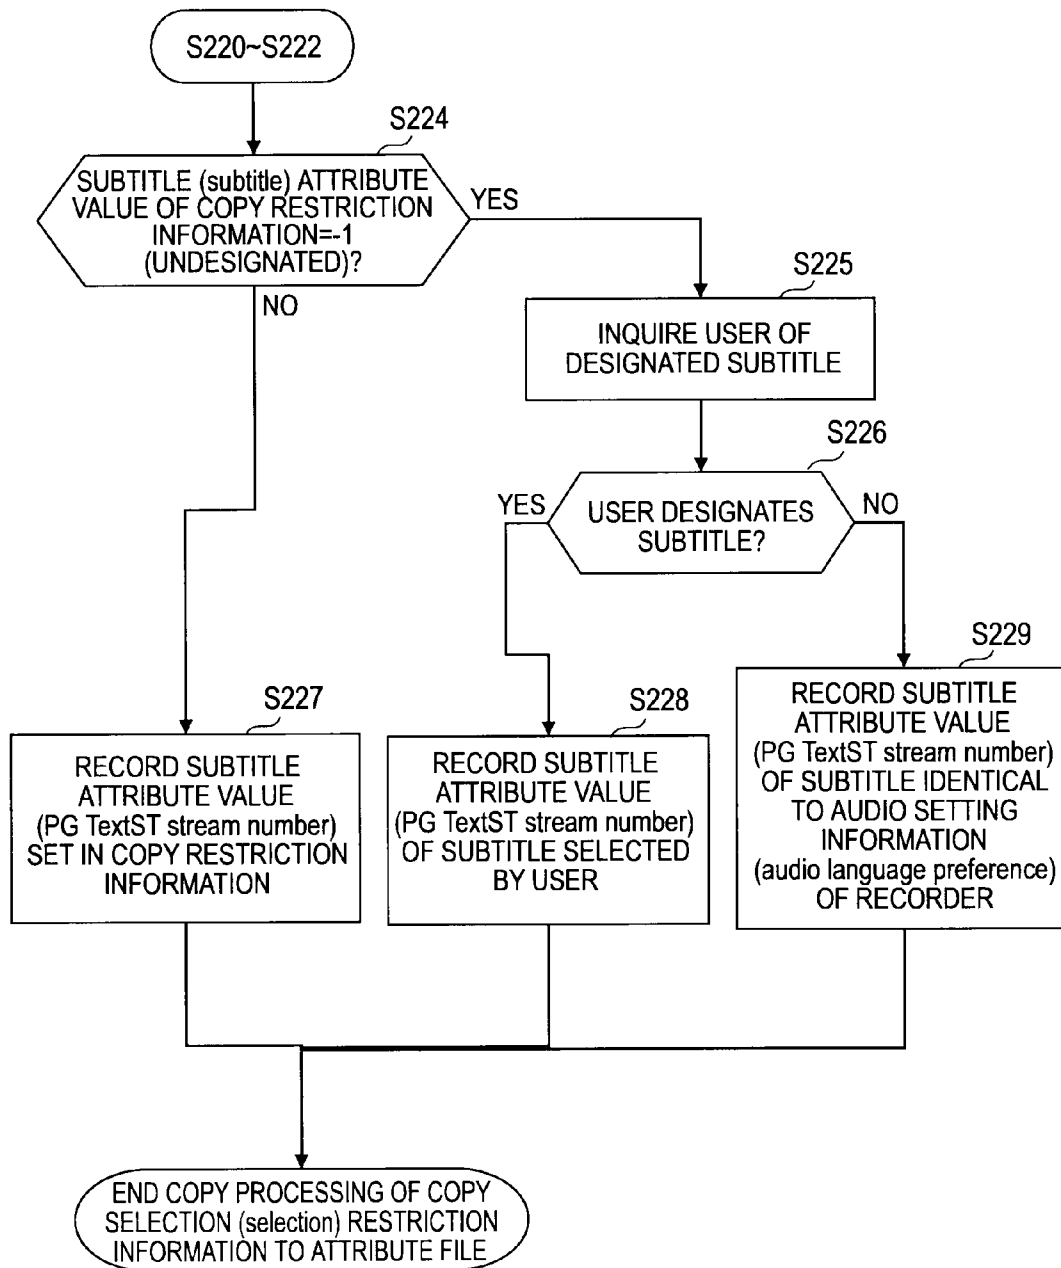 S220~S222
S224
SUBTITLE (subtitle) ATTRIBUTE
VALUE OF COPY RESTRICTION
INFORMATION=-1
(UNDESIGNATED)?
YES
NO
S225
INQUIRE USER OF
DESIGNATED SUBTITLE
S226
USER DESIGNATES
SUBTITLE?
YES
NO
S227
RECORD SUBTITLE
ATTRIBUTE VALUE
(PG TextST stream number)
SET IN COPY RESTRICTION
INFORMATION
S228
RECORD SUBTITLE
ATTRIBUTE VALUE
(PG TextST stream number)
OF SUBTITLE SELECTED
BY USER
S229
RECORD SUBTITLE
ATTRIBUTE VALUE
(PG TextST stream number)
OF SUBTITLE IDENTICAL
TO AUDIO SETTING
INFORMATION
(audio language preference)
OF RECORDER
END COPY PROCESSING OF COPY
SELECTION (selection) RESTRICTION
INFORMATION TO ATTRIBUTE FILE